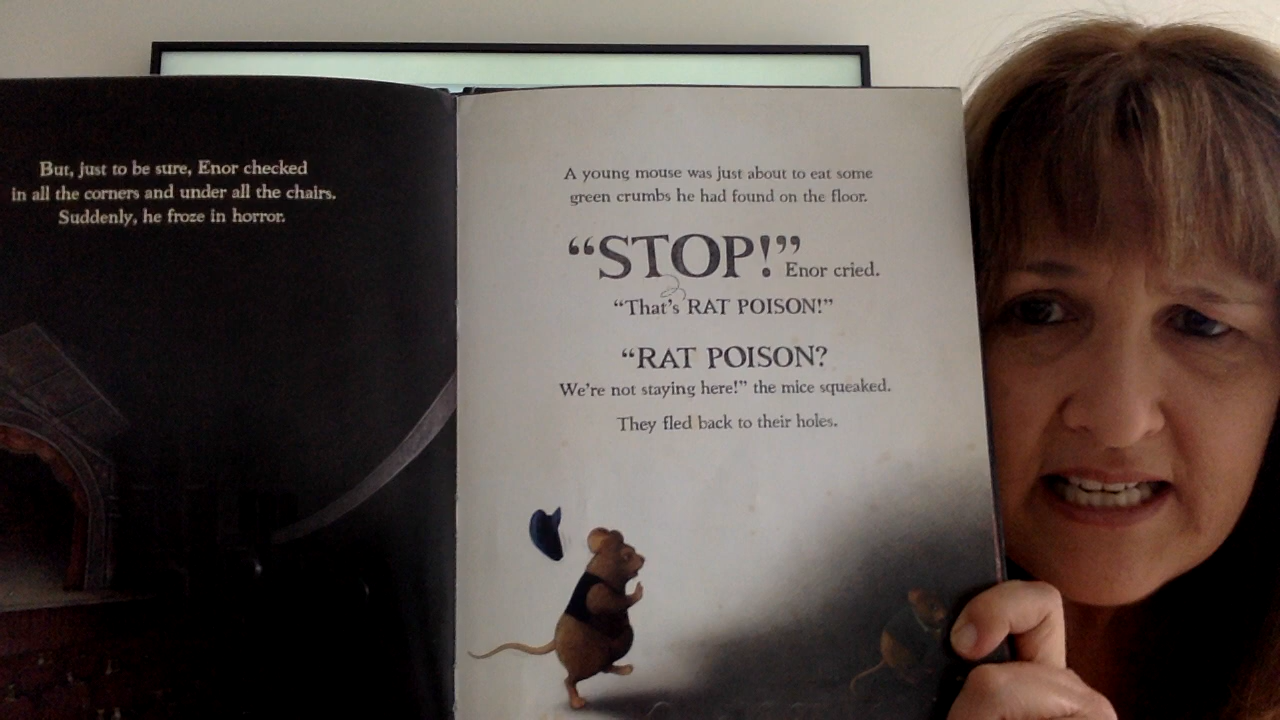 But, just to be sure, Enor checked
in all the corners and under all the chairs.
Suddenly, he froze in horror.
A young mouse was just about to eat some
green crumbs he had found on the floor.
“STOP!” Enor cried.
“That's RAT POISON!”
“RAT POISON?
We're not staying here!” the mice squeaked.
They fled back to their holes.